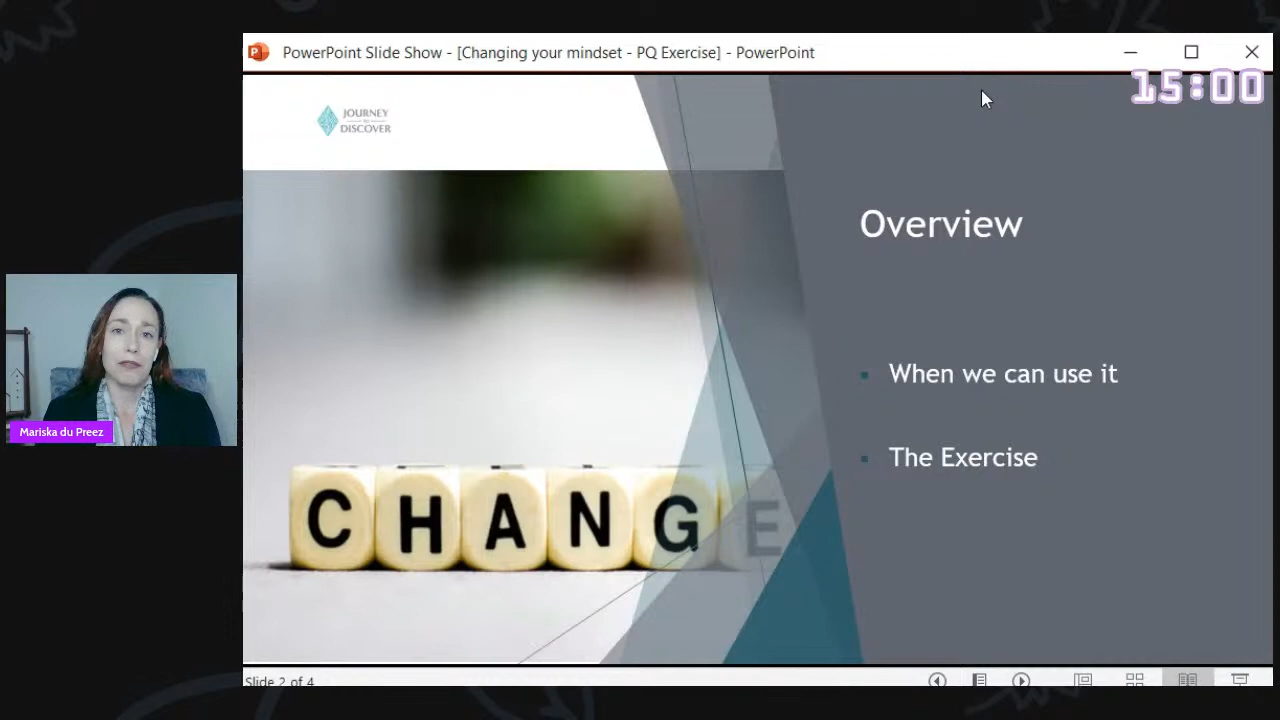 PowerPoint Slide Show - [Changing your mindset - PQ Exercise] - PowerPoint
15:00
JOURNEY
TO
DISCOVER
Overview
When we can use it
The Exercise
Mariska du Preez
CHANGE
Slide 2 of 4